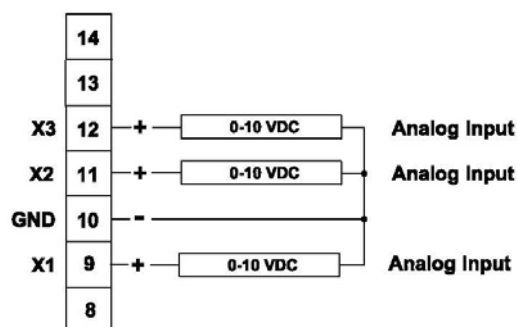 14
13
X3 12 + 0-10 VDC Analog Input
X2 11 + 0-10 VDC Analog Input
GND 10 -
X1 9 + 0-10 VDC Analog Input
8